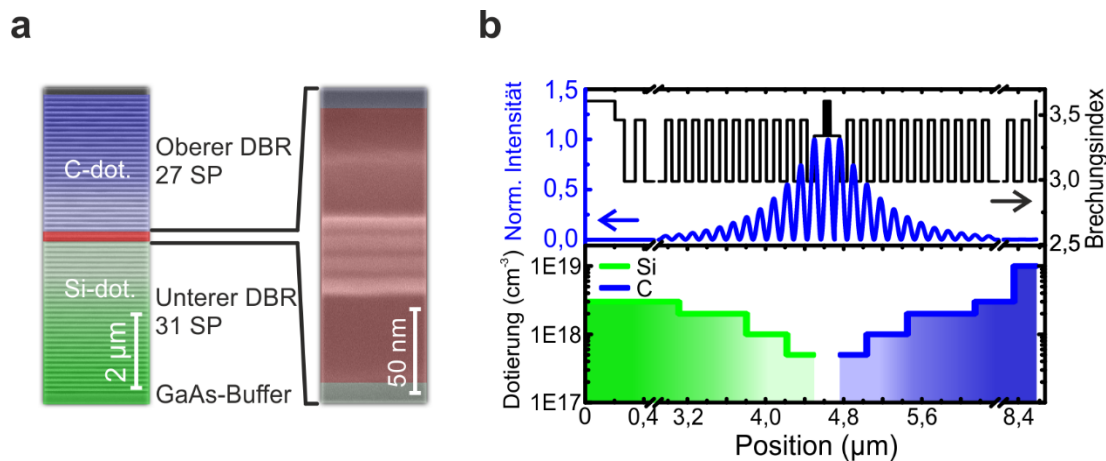 a
C-dot.
Si-dot.
2 µm
Oberer DBR
27 SP
Unterer DBR
31 SP
GaAs-Buffer
50 nm
b
Norm. Intensität
1,5
1,0
0,5
0,0
3,5
3,0
2,5
Brechungsindex
Dotierung (cm⁻³)
1E19
1E18
1E17
Si
C
0 0,4 3,2 4,0 4,8 5,6 8,4
Position (µm)